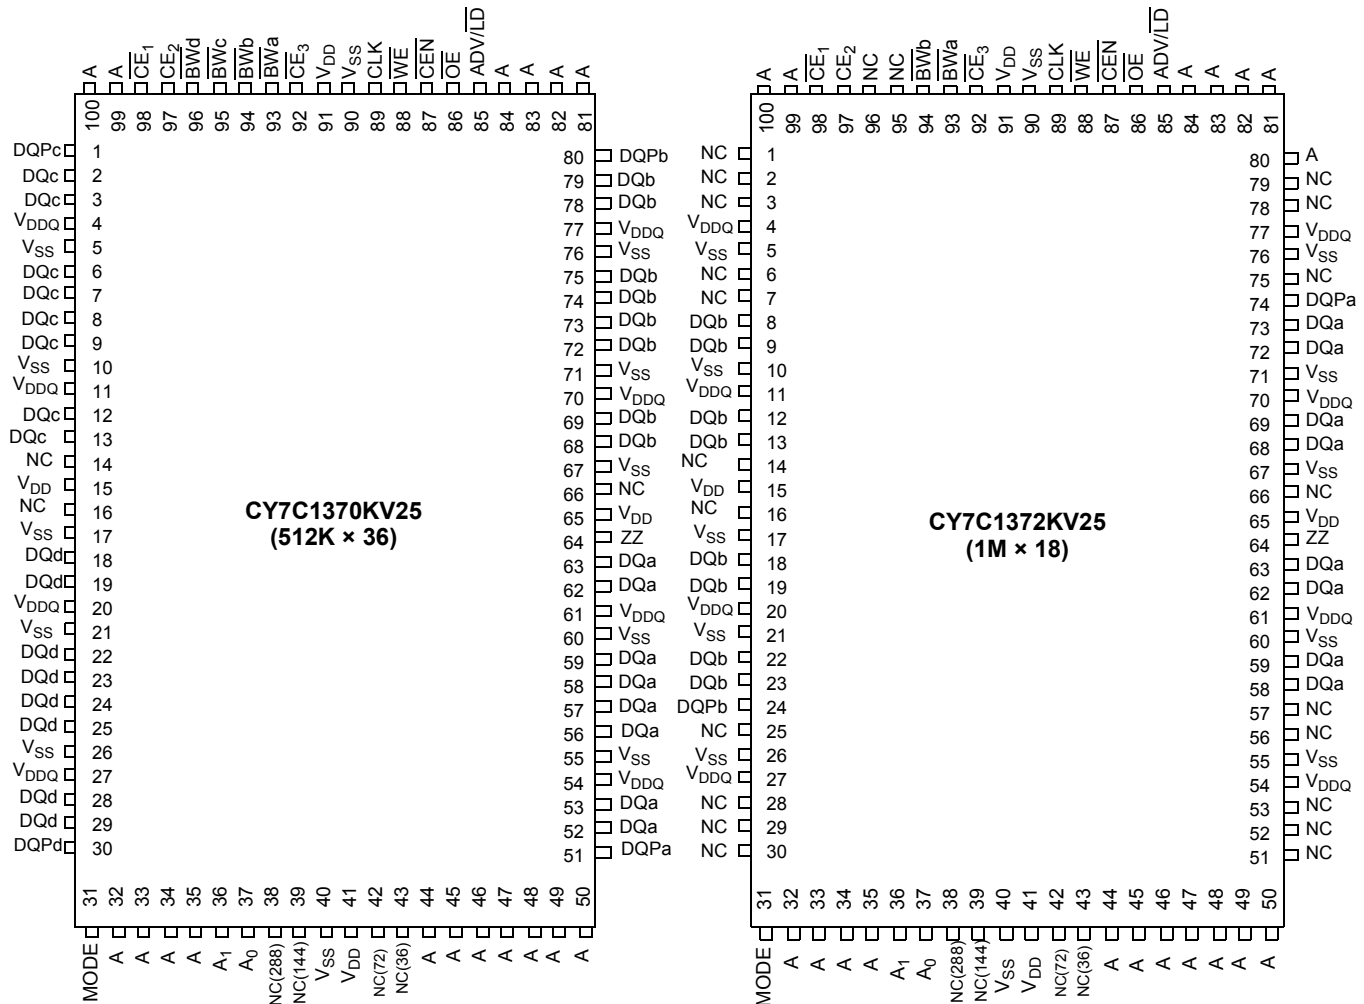 A A CE1 CE2 BWd BWc BWb BWa CE3 VDD VSS CLK WE CEN OE ADV/LD A A A A
100 99 98 97 96 95 94 93 92 91 90 89 88 87 86 85 84 83 82 81
DQPc 1
DQc 2
DQc 3
VDDQ 4
VSS 5
DQc 6
DQc 7
DQc 8
DQc 9
VSS 10
VDDQ 11
DQc 12
DQc 13
NC 14
VDD 15
NC 16
VSS 17
DQd 18
DQd 19
VDDQ 20
VSS 21
DQd 22
DQd 23
DQd 24
DQd 25
VSS 26
VDDQ 27
DQd 28
DQd 29
DQPd 30
CY7C1370KV25
(512K × 36)
80 DQPb
79 DQb
78 DQb
77 VDDQ
76 VSS
75 DQb
74 DQb
73 DQb
72 DQb
71 VSS
70 VDDQ
69 DQb
68 DQb
67 VSS
66 NC
65 VDD
64 ZZ
63 DQa
62 DQa
61 VDDQ
60 VSS
59 DQa
58 DQa
57 DQa
56 DQa
55 VSS
54 VDDQ
53 DQa
52 DQa
51 DQPa
31 32 33 34 35 36 37 38 39 40 41 42 43 44 45 46 47 48 49 50
MODE A A A A A1 A0 NC(288) NC(144) VSS VDD NC(72) NC(36) A A A A A A A
A A CE1 CE2 NC NC BWb BWa CE3 VDD VSS CLK WE CEN OE ADV/LD A A A A
100 99 98 97 96 95 94 93 92 91 90 89 88 87 86 85 84 83 82 81
NC 1
NC 2
NC 3
VDDQ 4
VSS 5
NC 6
NC 7
DQb 8
DQb 9
VSS 10
VDDQ 11
DQb 12
DQb 13
NC 14
VDD 15
NC 16
VSS 17
DQb 18
DQb 19
VDDQ 20
VSS 21
DQb 22
DQb 23
DQPb 24
NC 25
VSS 26
VDDQ 27
NC 28
NC 29
NC 30
CY7C1372KV25
(1M × 18)
80 A
79 NC
78 NC
77 VDDQ
76 VSS
75 NC
74 DQPa
73 DQa
72 DQa
71 VSS
70 VDDQ
69 DQa
68 DQa
67 VSS
66 NC
65 VDD
64 ZZ
63 DQa
62 DQa
61 VDDQ
60 VSS
59 DQa
58 DQa
57 NC
56 NC
55 VSS
54 VDDQ
53 NC
52 NC
51 NC
31 32 33 34 35 36 37 38 39 40 41 42 43 44 45 46 47 48 49 50
MODE A A A A A1 A0 NC(288) NC(144) VSS VDD NC(72) NC(36) A A A A A A A